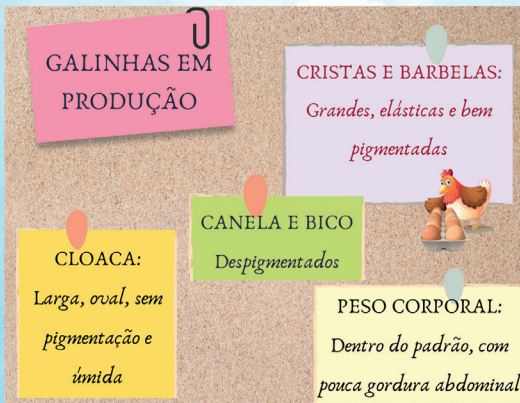 GALINHAS EM
PRODUÇÃO
CRISTAS E BARBELAS:
Grandes, elásticas e bem
pigmentadas
CANELA E BICO
Despigmentados
CLOACA:
Larga, oval, sem
pigmentação e
úmida
PESO CORPORAL:
Dentro do padrão, com
pouca gordura abdominal